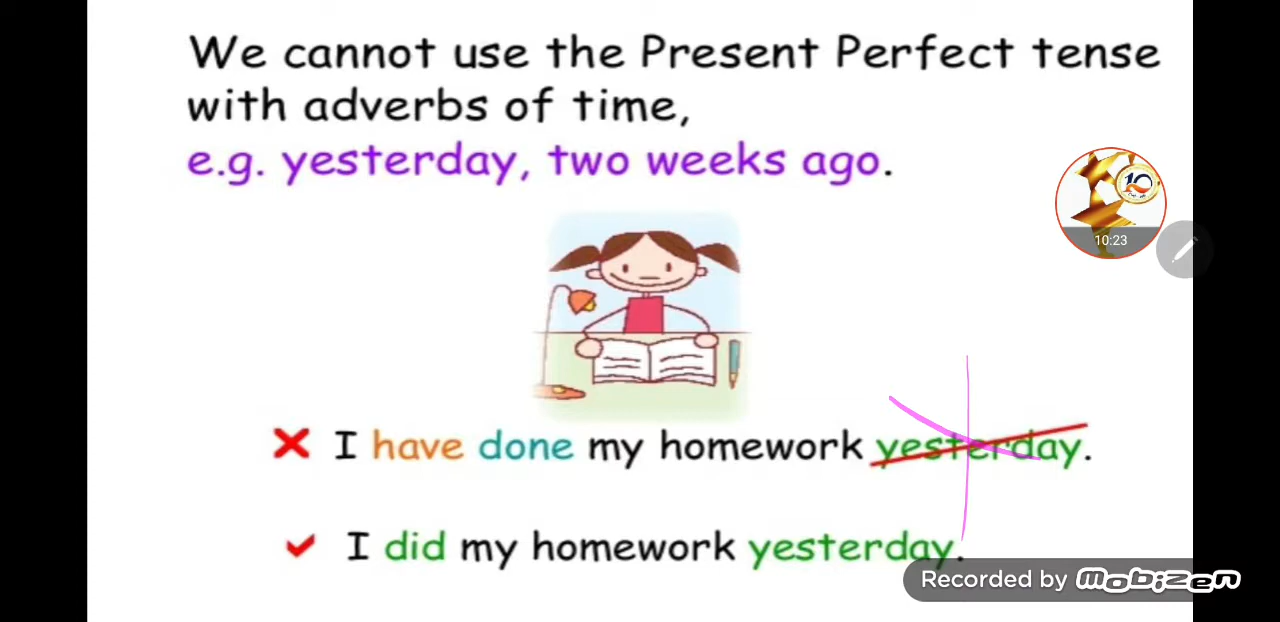 We cannot use the Present Perfect tense
with adverbs of time,
e.g. yesterday, two weeks ago.
10
10:23
I have done my homework yesterday.
I did my homework yesterday.
Recorded by mobizen